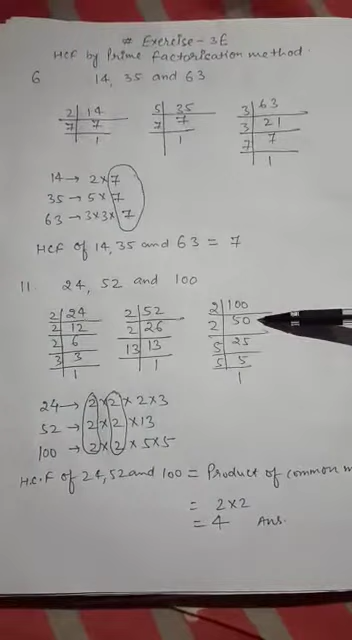 # Exercise - 3E
HCF by Prime factorisation method.
6 14, 35 and 63
2 | 14
7 | 7
1
5 | 35
7 | 7
1
3 | 63
3 | 21
7 | 7
1
14 → 2×7
35 → 5×7
63 → 3×3×7
HCF of 14, 35 and 63 = 7
11. 24, 52 and 100
2 | 24
2 | 12
2 | 6
3 | 3
1
2 | 52
2 | 26
13 | 13
1
2 | 100
2 | 50
5 | 25
5 | 5
1
24 → 2×2×2×3
52 → 2×2×13
100 → 2×2×5×5
H.C.F of 24, 52 and 100 = Product of common
= 2×2
= 4 Ans.